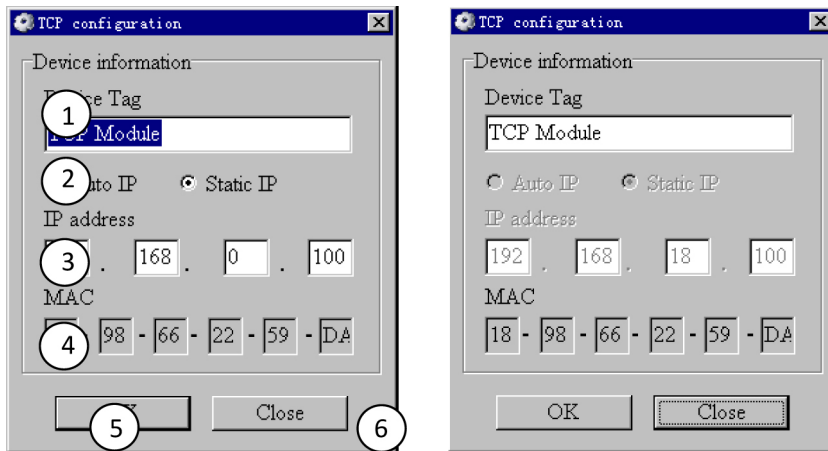 TCP configuration
Device information
Device Tag
1
TCP Module
2
Auto IP Static IP
IP address
3 . 168 . 0 . 100
MAC
4 98 - 66 - 22 - 59 - DA
5 Close 6
TCP configuration
Device information
Device Tag
TCP Module
Auto IP Static IP
IP address
192 . 168 . 18 . 100
MAC
18 - 98 - 66 - 22 - 59 - DA
OK Close